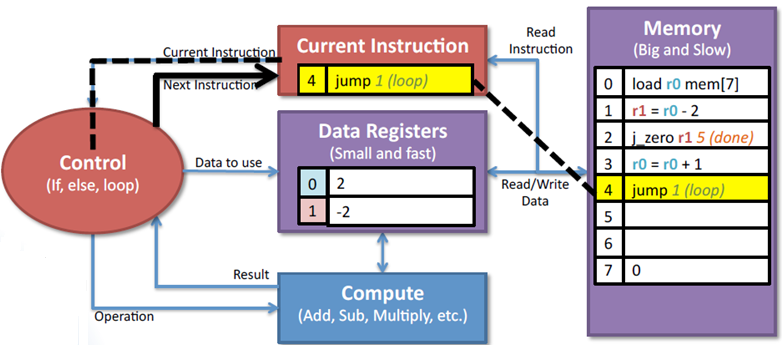 Current Instruction
Next Instruction
Current Instruction
4 jump 1 (loop)
Read
Instruction
Memory
(Big and Slow)
0 load r0 mem[7]
1 r1 = r0 - 2
2 j_zero r1 5 (done)
3 r0 = r0 + 1
4 jump 1 (loop)
5
6
7 0
Control
(If, else, loop)
Data to use
Data Registers
(Small and fast)
0 2
1 -2
Read/Write
Data
Result
Operation
Compute
(Add, Sub, Multiply, etc.)